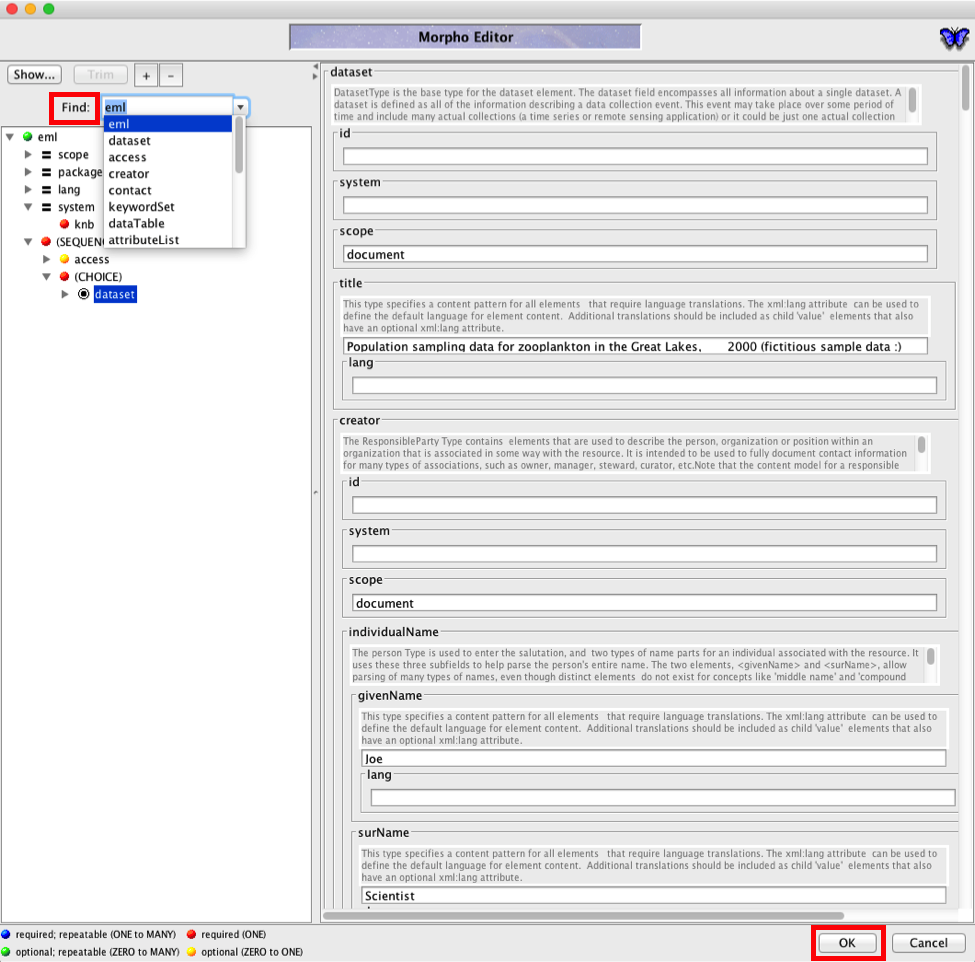 Morpho Editor
Show...
Trim
+
-
Find:
eml
eml
dataset
access
creator
contact
keywordSet
dataTable
attributeList
eml
scope
package
lang
system
knb
(SEQUEN
access
(CHOICE)
dataset
dataset
DatasetType is the base type for the dataset element. The dataset field encompasses all information about a single dataset. A
dataset is defined as all of the information describing a data collection event. This event may take place over some period of
time and include many actual collections (a time series or remote sensing application) or it could be just one actual collection
id
system
scope
document
title
This type specifies a content pattern for all elements that require language translations. The xml:lang attribute can be used to
define the default language for element content. Additional translations should be included as child 'value' elements that also
have an optional xml:lang attribute.
Population sampling data for zooplankton in the Great Lakes, 2000 (fictitious sample data :)
lang
creator
The ResponsibleParty Type contains elements that are used to describe the person, organization or position within an
organization that is associated in some way with the resource. It is intended to be used to fully document contact information
for many types of associations, such as owner, manager, steward, curator, etc.Note that the content model for a responsible
id
system
scope
document
individualName
The person Type is used to enter the salutation, and two types of name parts for an individual associated with the resource. It
uses these three subfields to help parse the person's entire name. The two elements, <givenName> and <surName>, allow
parsing of many types of names, even though distinct elements do not exist for concepts like 'middle name' and 'compound
givenName
This type specifies a content pattern for all elements that require language translations. The xml:lang attribute can be used to
define the default language for element content. Additional translations should be included as child 'value' elements that also
have an optional xml:lang attribute.
Joe
lang
surName
This type specifies a content pattern for all elements that require language translations. The xml:lang attribute can be used to
define the default language for element content. Additional translations should be included as child 'value' elements that also
have an optional xml:lang attribute.
Scientist
required; repeatable (ONE to MANY)
required (ONE)
optional; repeatable (ZERO to MANY)
optional (ZERO to ONE)
OK
Cancel